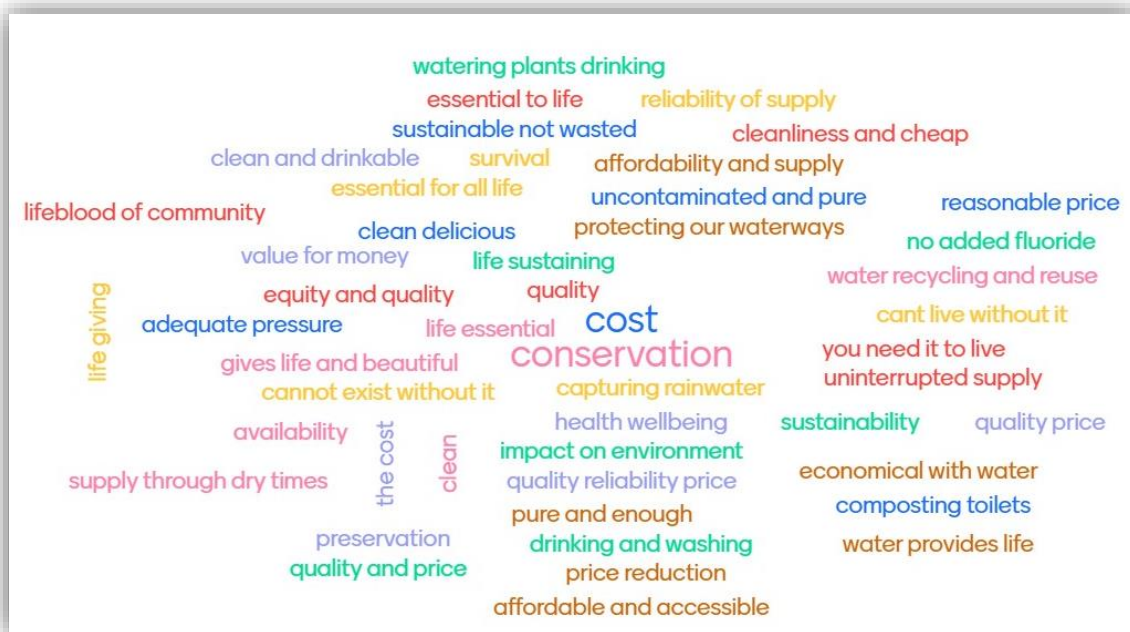 watering plants drinking
essential to life
reliability of supply
sustainable not wasted
cleanliness and cheap
clean and drinkable
survival
affordability and supply
essential for all life
uncontaminated and pure
reasonable price
lifeblood of community
clean delicious
protecting our waterways
no added fluoride
value for money
life sustaining
water recycling and reuse
life giving
equity and quality
quality
adequate pressure
life essential
cost
cant live without it
gives life and beautiful
conservation
you need it to live
cannot exist without it
capturing rainwater
uninterrupted supply
availability
the cost
clean
health wellbeing
sustainability
quality price
impact on environment
supply through dry times
quality reliability price
economical with water
pure and enough
composting toilets
preservation
drinking and washing
water provides life
quality and price
price reduction
affordable and accessible